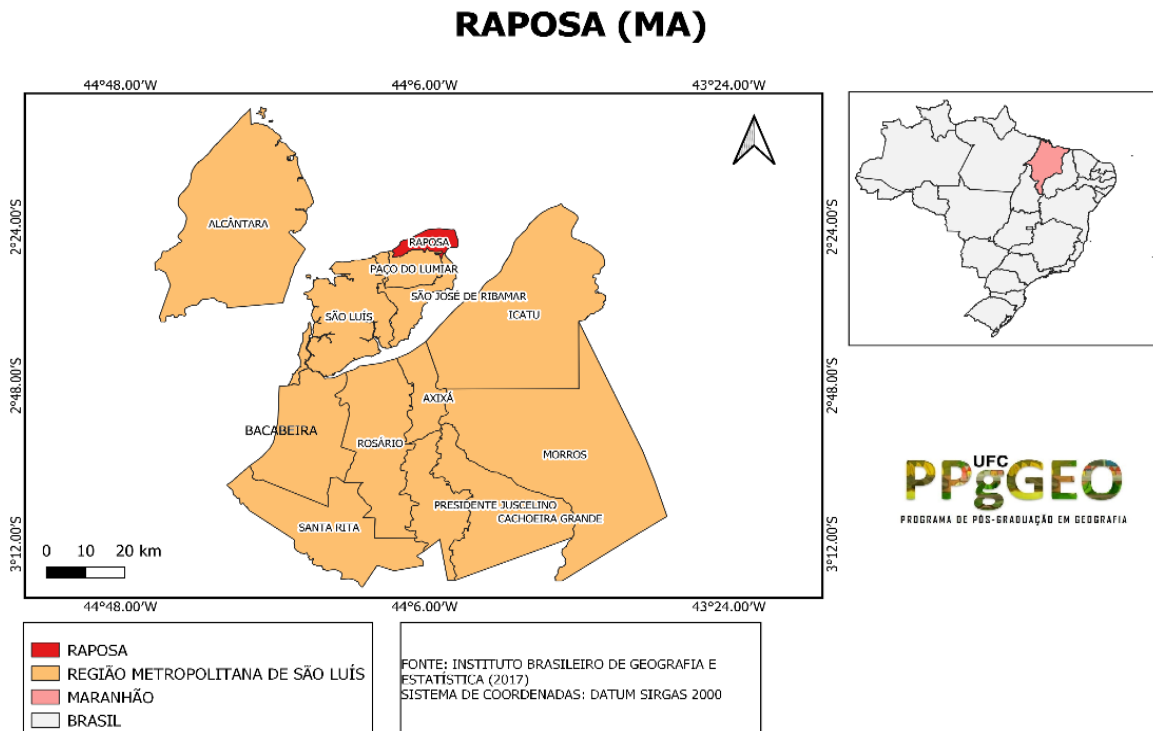 RAPOSA (MA)
44°48.00'W
44°6.00'W
43°24.00'W
2°24.00'S
2°24.00'S
ALCÂNTARA
RAPOSA
PAÇO DO LUMIAR
SÃO JOSÉ DE RIBAMAR
SÃO LUÍS
ICATU
2°48.00'S
2°48.00'S
AXIXÁ
BACABEIRA
ROSÁRIO
MORROS
PRESIDENTE JUSCELINO
CACHOEIRA GRANDE
SANTA RITA
3°12.00'S
3°12.00'S
0 10 20 km
44°48.00'W
44°6.00'W
43°24.00'W
UFC
PPgGEO
PROGRAMA DE PÓS-GRADUAÇÃO EM GEOGRAFIA
RAPOSA
REGIÃO METROPOLITANA DE SÃO LUÍS
MARANHÃO
BRASIL
FONTE: INSTITUTO BRASILEIRO DE GEOGRAFIA E
ESTATÍSTICA (2017)
SISTEMA DE COORDENADAS: DATUM SIRGAS 2000